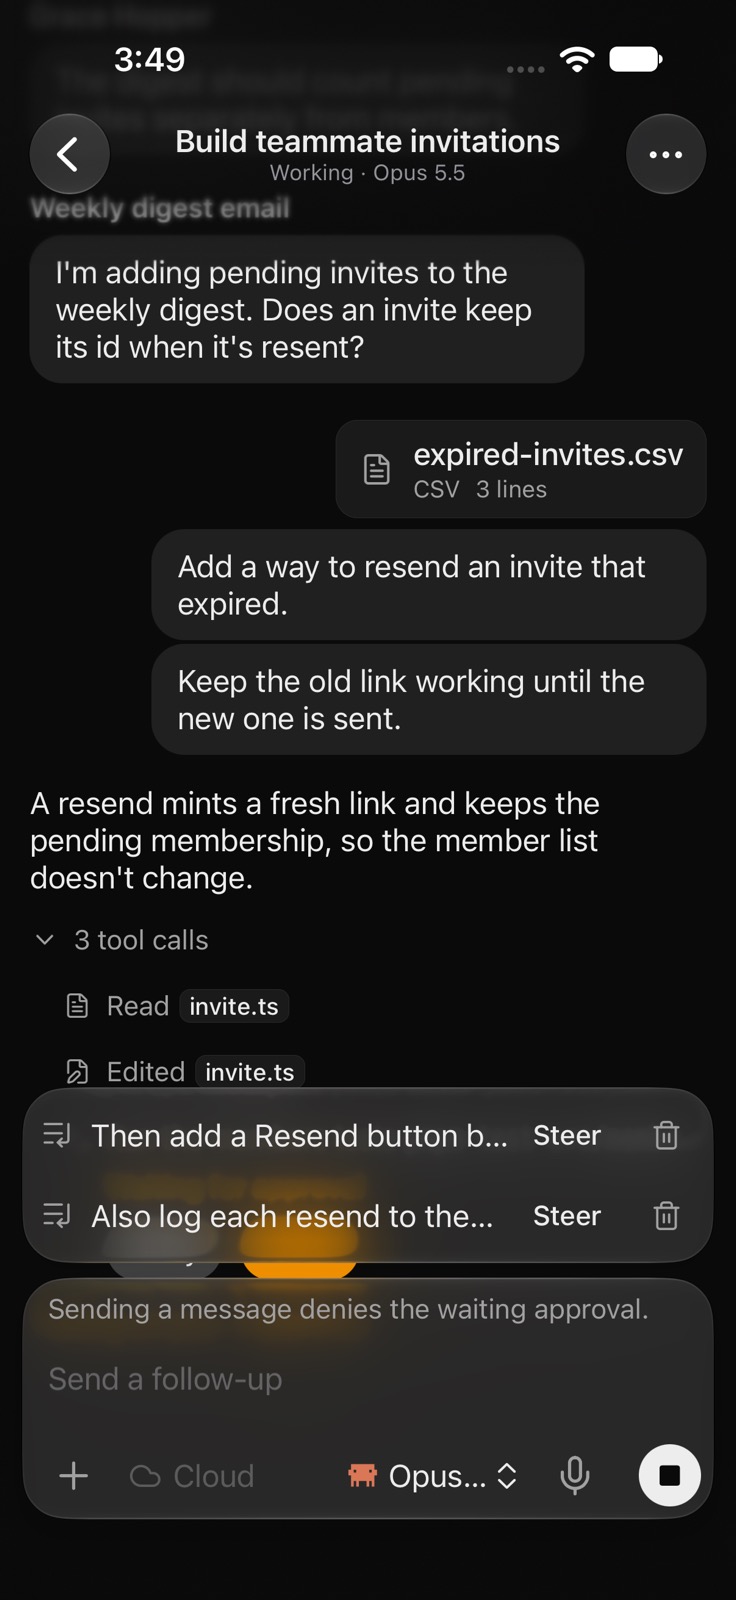 3:49
Build teammate invitations
Working · Opus 5.5
Weekly digest email
I'm adding pending invites to the
weekly digest. Does an invite keep
its id when it's resent?
expired-invites.csv
CSV 3 lines
Add a way to resend an invite that
expired.
Keep the old link working until the
new one is sent.
A resend mints a fresh link and keeps the
pending membership, so the member list
doesn't change.
3 tool calls
Read invite.ts
Edited invite.ts
Then add a Resend button b... Steer
Also log each resend to the... Steer
Sending a message denies the waiting approval.
Send a follow-up
Cloud
Opus...